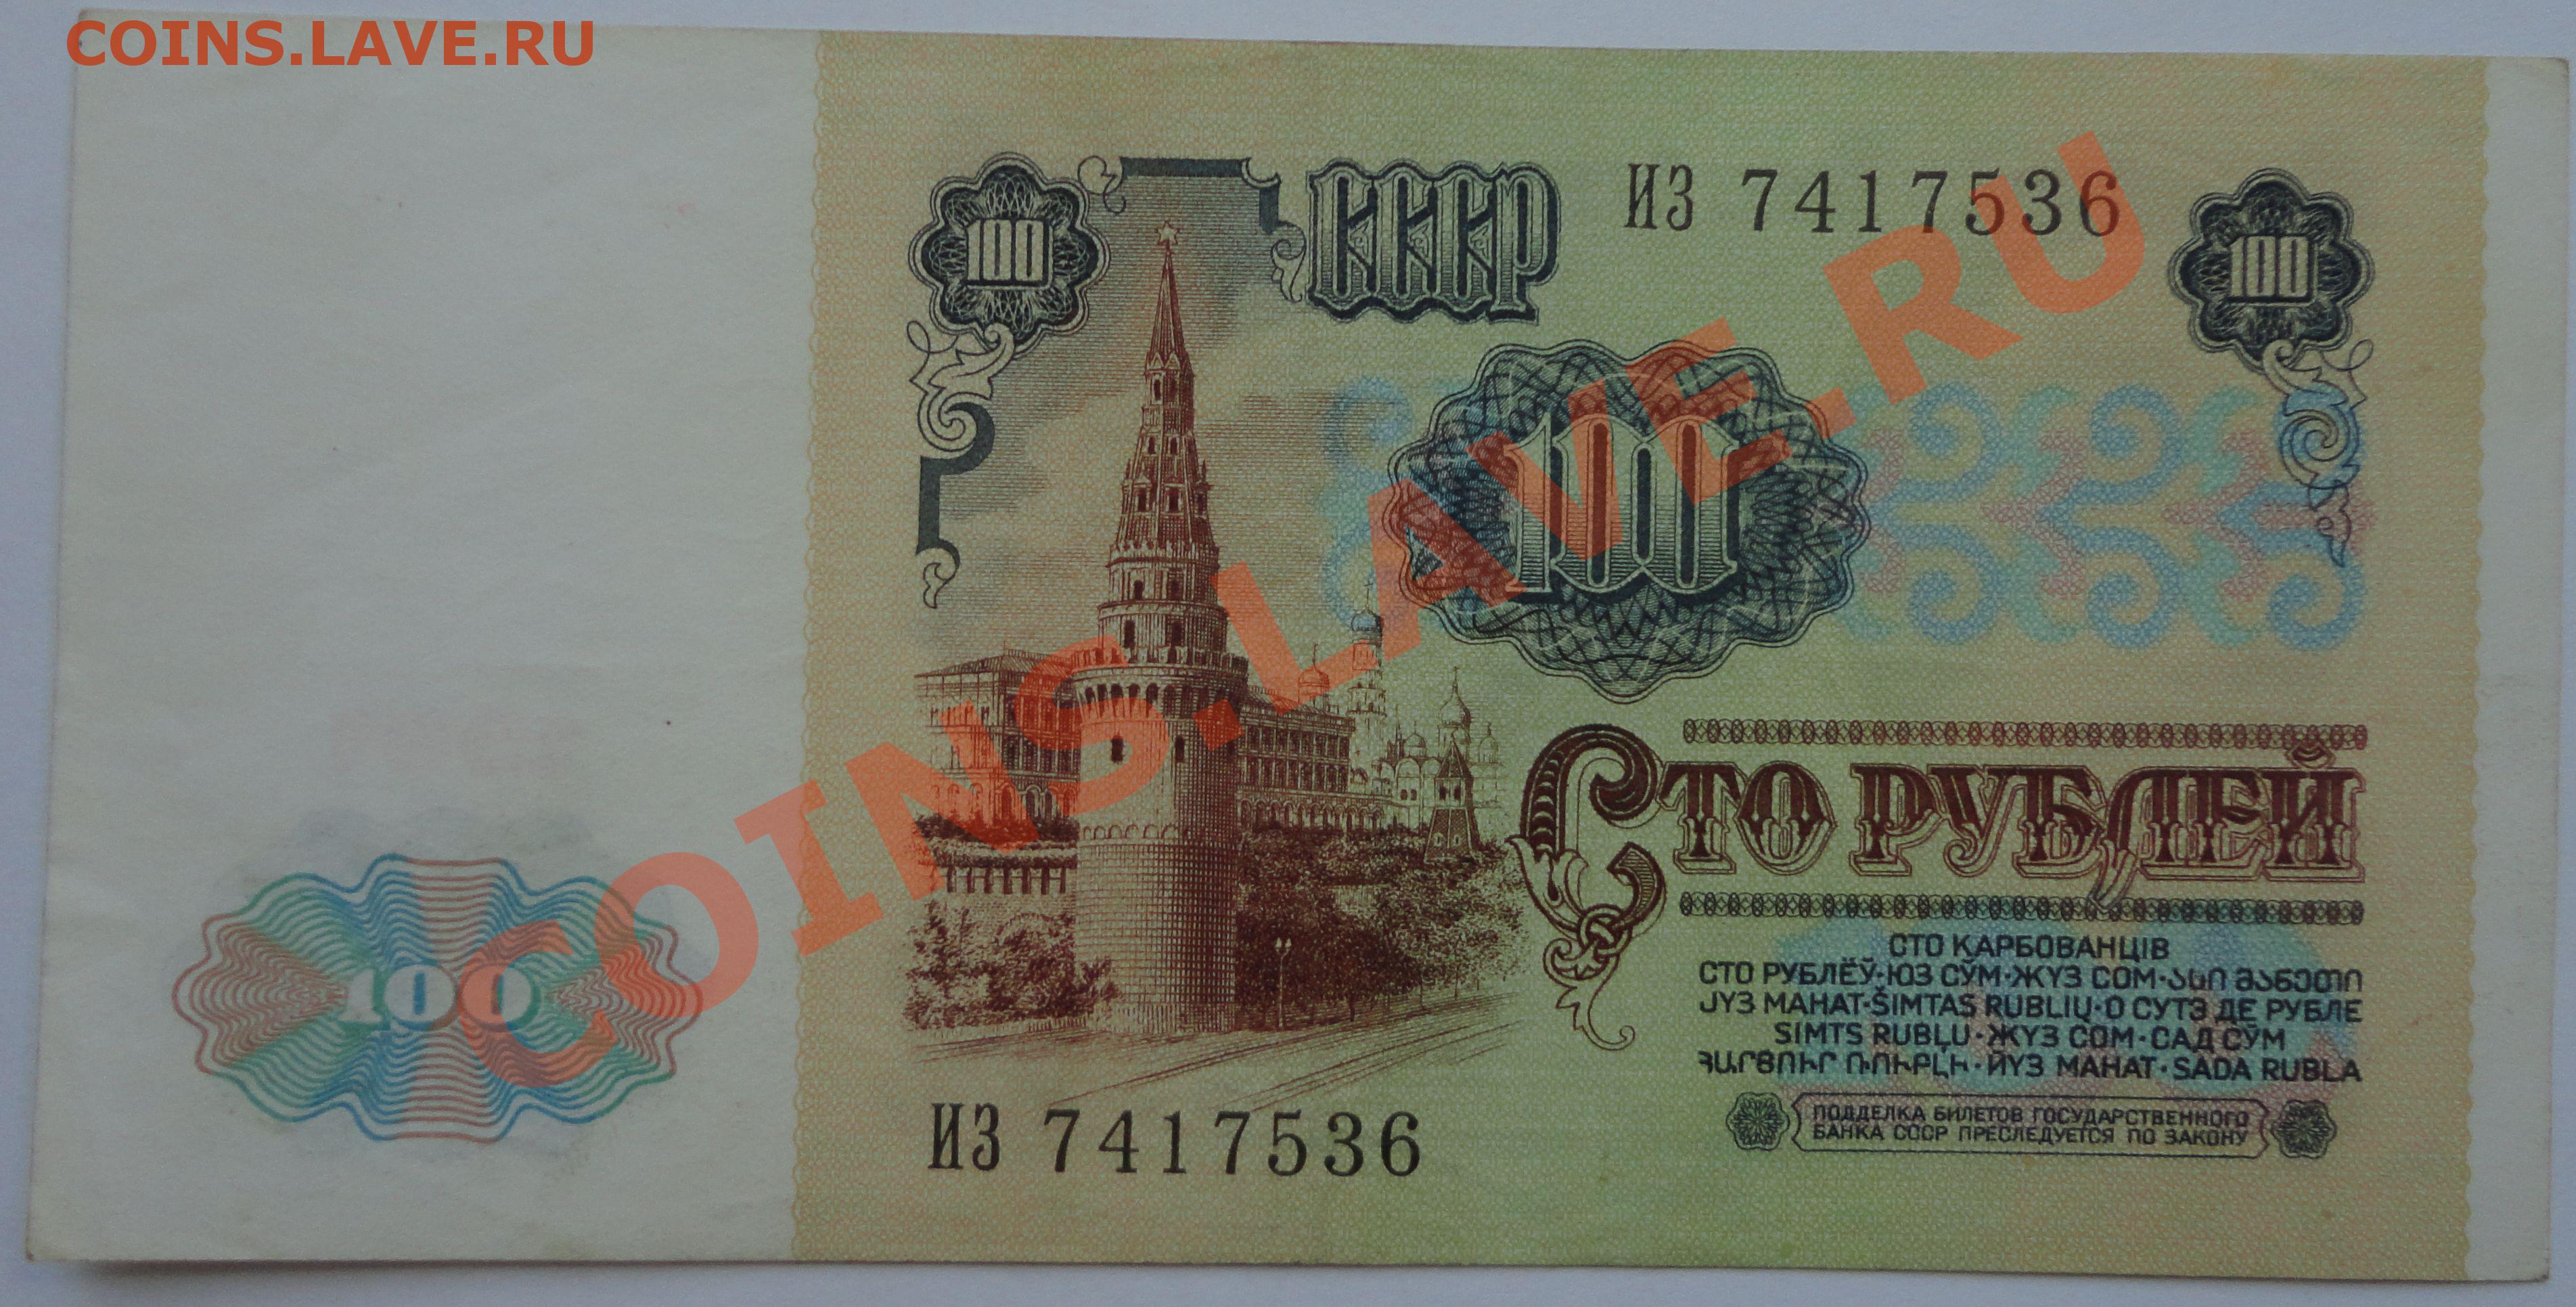 COINS.LAVE.RU
100
СССР
ИЗ 7417536
100
100
COINS.LAVE.RU
СТО РУБЛЕЙ
100
СТО КАРБОВАНЦІВ
СТО РУБЛЁЎ·ЮЗ СЎМ·ЖҮЗ СОМ·ᲐᲡᲘ ᲛᲐᲜᲔᲗᲘ
ЈҮЗ МАНАТ·ŠIMTAS RUBLIŲ·О СУТЭ ДЕ РУБЛЕ
SIMTS RUBĻU·ЖҮЗ СОМ·САД СӮМ
ՀԱՐՅՈՒՐ ՌՈՒԲԼԻ·ЙҮЗ МАНАТ·SADA RUBLA
ПОДДЕЛКА БИЛЕТОВ ГОСУДАРСТВЕННОГО
БАНКА СССР ПРЕСЛЕДУЕТСЯ ПО ЗАКОНУ
ИЗ 7417536